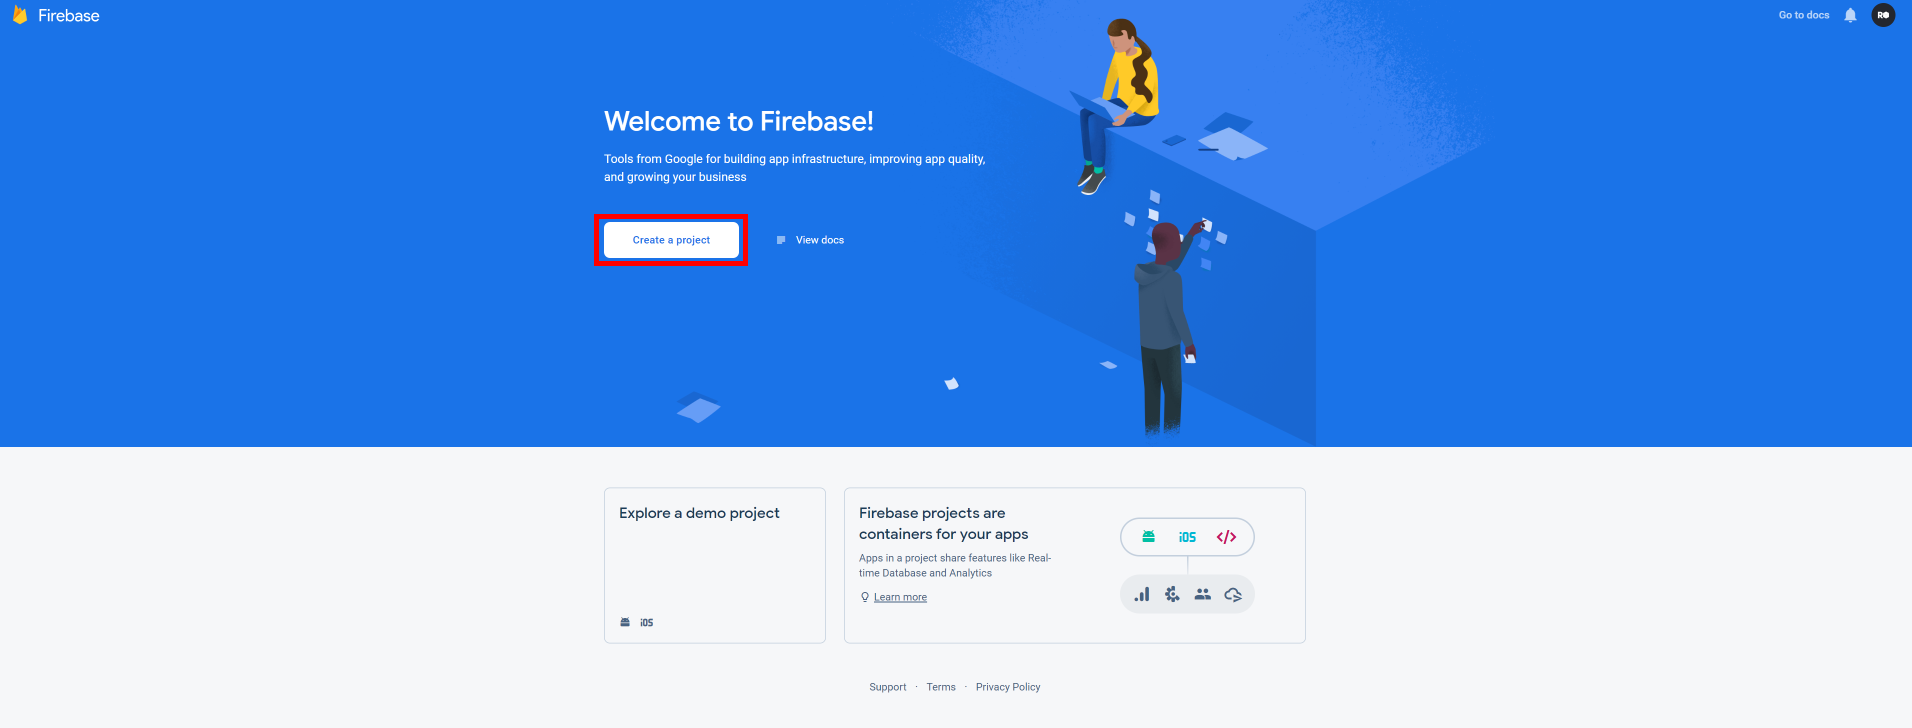 Firebase
Go to docs
RO
Welcome to Firebase!
Tools from Google for building app infrastructure, improving app quality,
and growing your business
Create a project
View docs
Explore a demo project
iOS
Firebase projects are
containers for your apps
Apps in a project share features like Real-
time Database and Analytics
Learn more
iOS
</>
Support · Terms · Privacy Policy